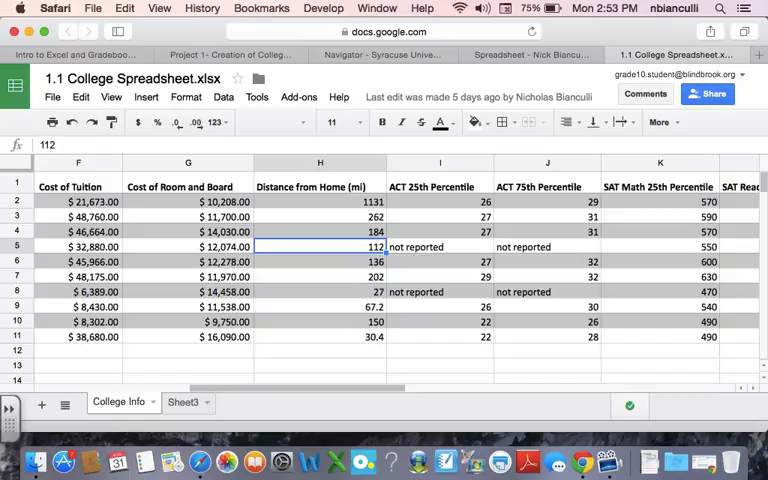 Safari File Edit View History Bookmarks Develop Window Help 75% Mon 2:53 PM nbianculli
docs.google.com
Intro to Excel and Gradeboo... Project 1- Creation of Colleg... Navigator - Syracuse Unive... Spreadsheet - Nick Biancu... 1.1 College Spreadsheet.x...
1.1 College Spreadsheet.xlsx grade10.student@blindbrook.org
File Edit View Insert Format Data Tools Add-ons Help Last edit was made 5 days ago by Nicholas Bianculli Comments Share
$ % .0 .00 123 11 B I S A More
fx 112
F G H I J K
1 Cost of Tuition Cost of Room and Board Distance from Home (mi) ACT 25th Percentile ACT 75th Percentile SAT Math 25th Percentile SAT Reac
2 $ 21,673.00 $ 10,208.00 1131 26 29 570
3 $ 48,760.00 $ 11,700.00 262 27 31 590
4 $ 46,664.00 $ 14,030.00 184 27 31 570
5 $ 32,880.00 $ 12,074.00 112 not reported not reported 550
6 $ 45,966.00 $ 12,278.00 136 27 32 600
7 $ 48,175.00 $ 11,970.00 202 29 32 630
8 $ 6,389.00 $ 14,458.00 27 not reported not reported 470
9 $ 8,430.00 $ 11,538.00 67.2 26 30 540
10 $ 8,302.00 $ 9,750.00 150 22 26 490
11 $ 38,680.00 $ 16,090.00 30.4 22 28 490
12
13
14
+ College Info Sheet3
31